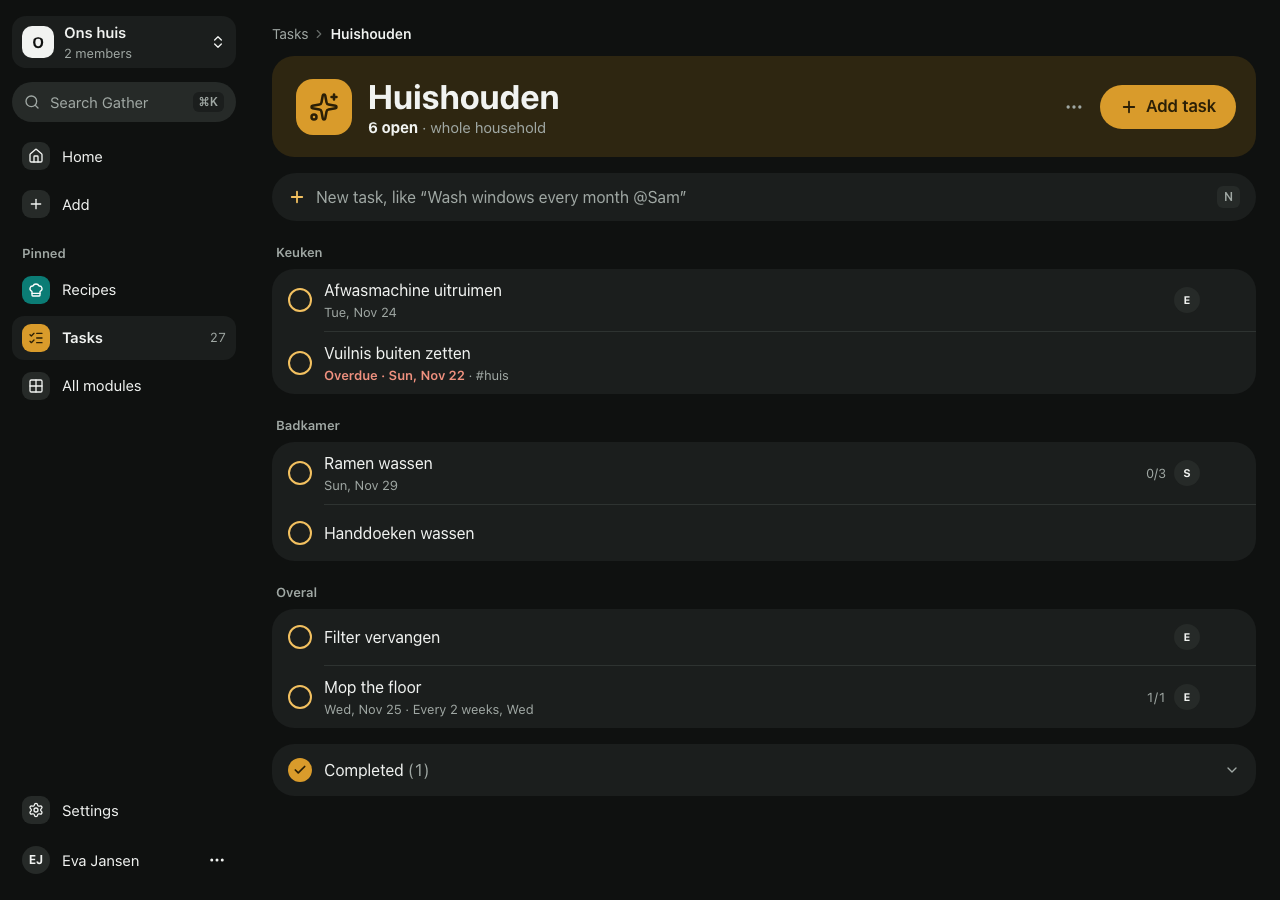 O
Ons huis
2 members
Search Gather ⌘K
Home
Add
Pinned
Recipes
Tasks 27
All modules
Settings
EJ Eva Jansen
Tasks > Huishouden
Huishouden
6 open · whole household
Add task
New task, like “Wash windows every month @Sam” N
Keuken
Afwasmachine uitruimen
Tue, Nov 24
E
Vuilnis buiten zetten
Overdue · Sun, Nov 22 · #huis
Badkamer
Ramen wassen
Sun, Nov 29
0/3 S
Handdoeken wassen
Overal
Filter vervangen
E
Mop the floor
Wed, Nov 25 · Every 2 weeks, Wed
1/1 E
Completed (1)